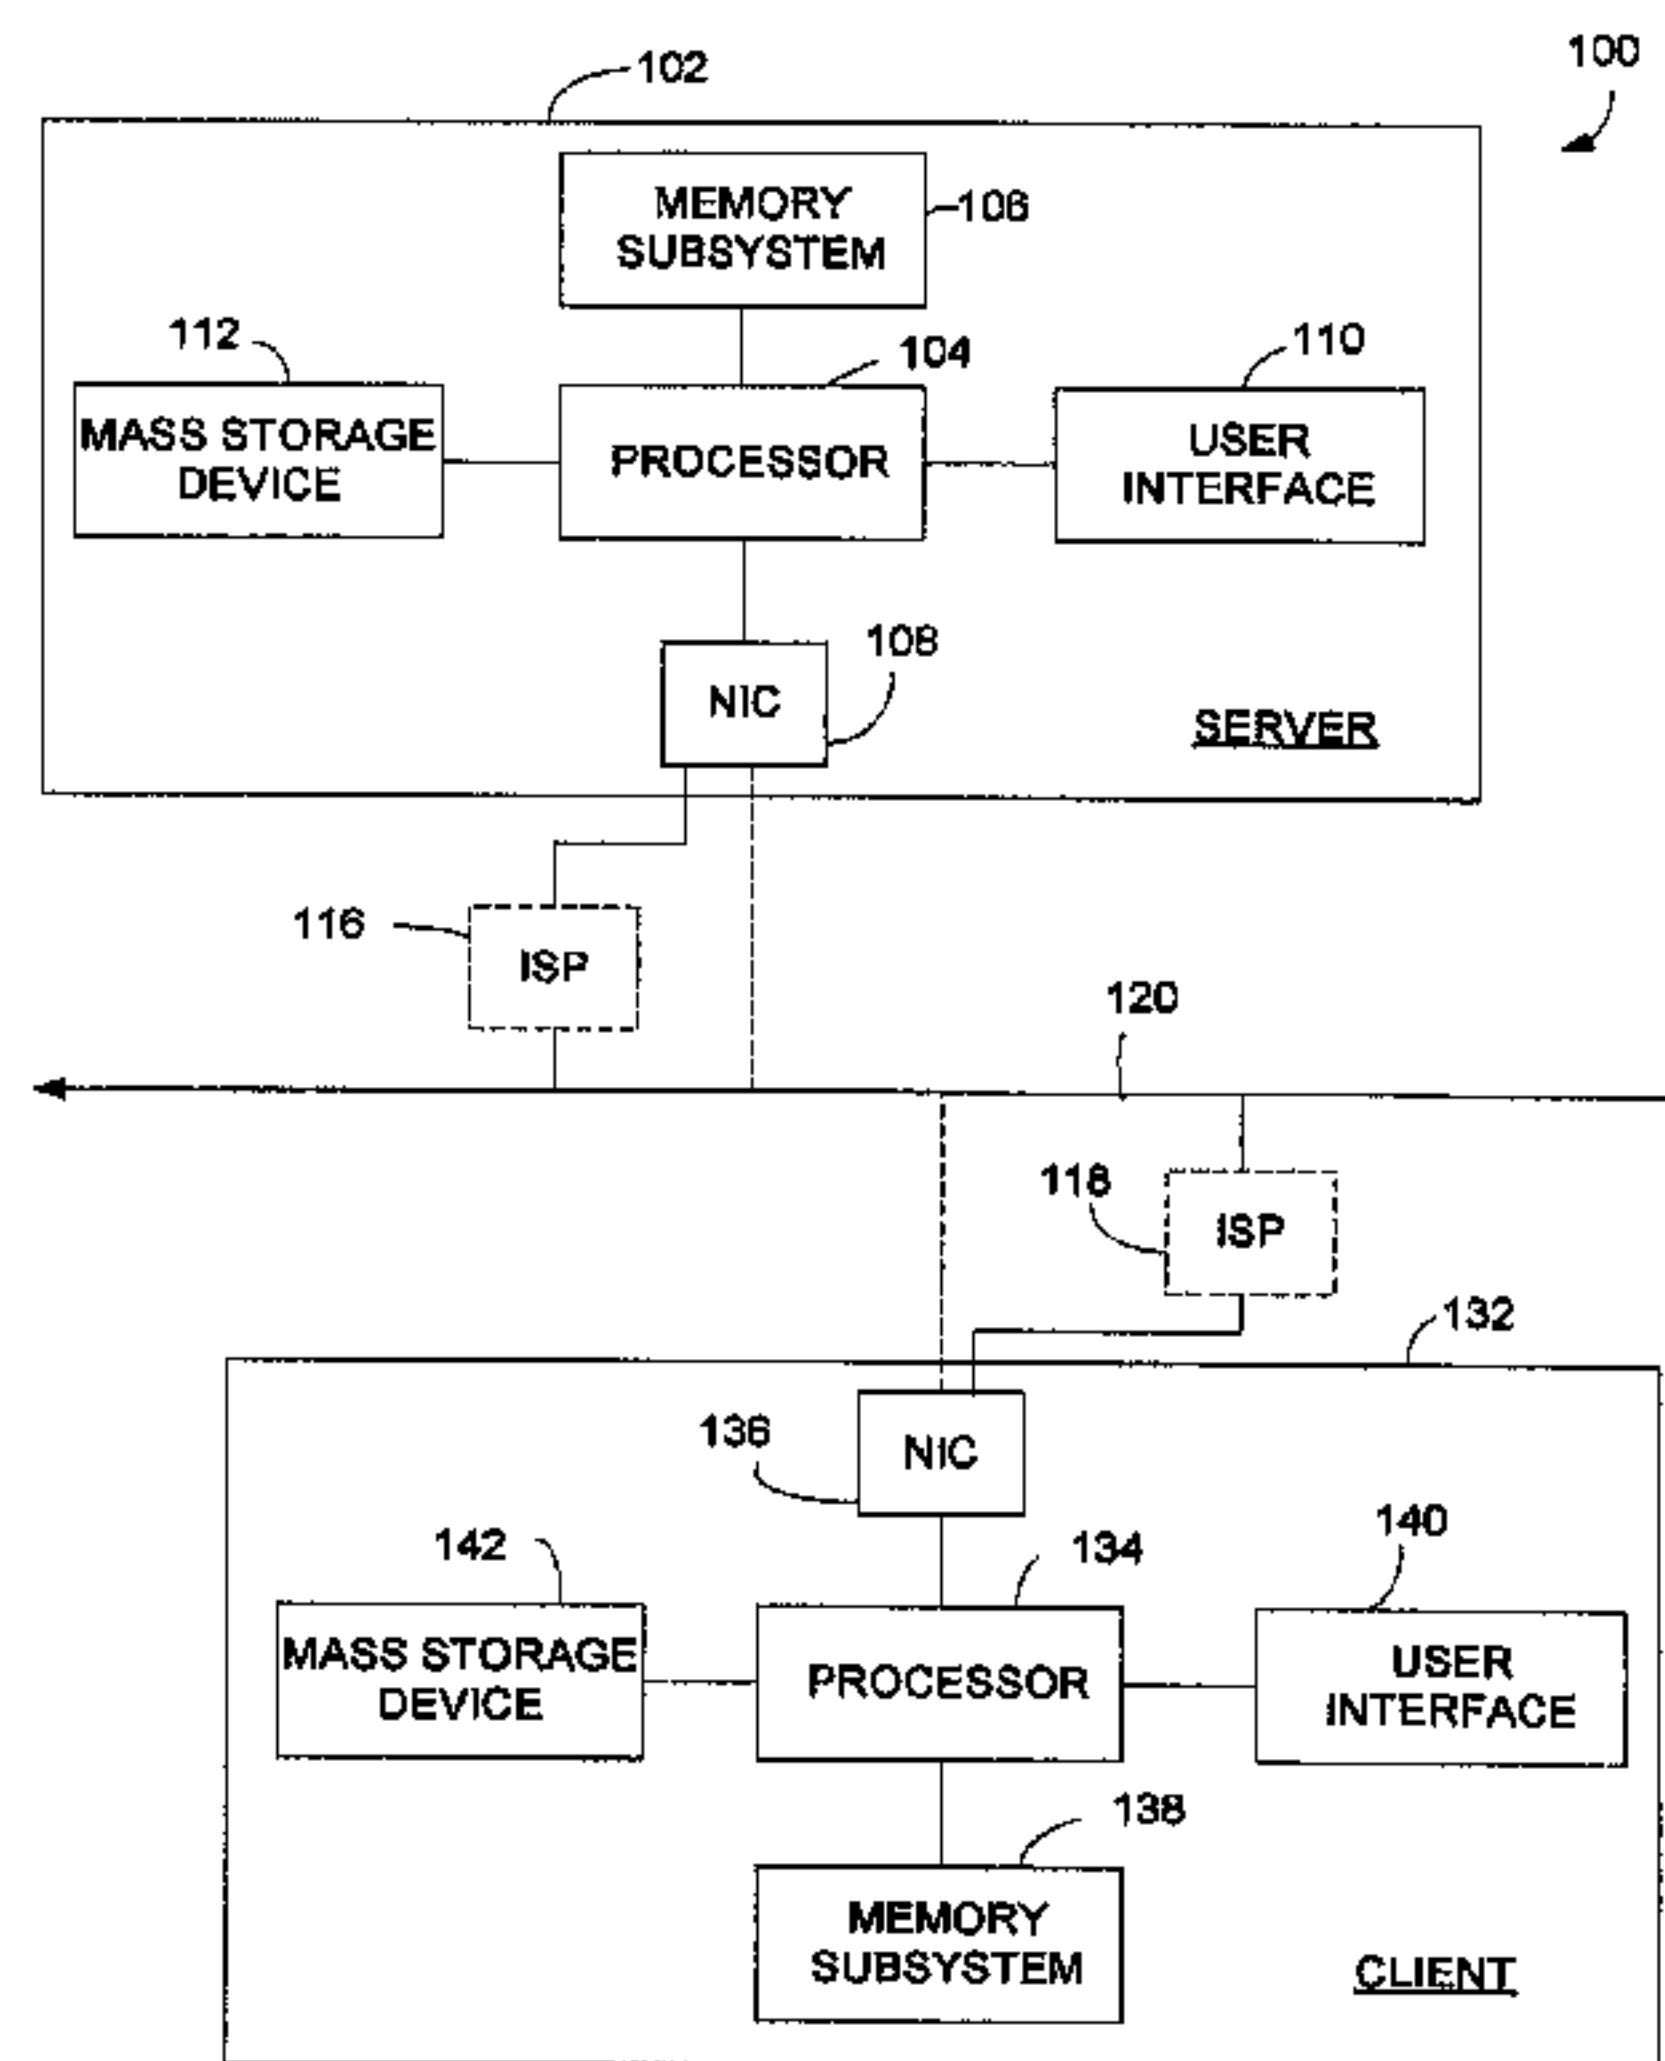 102
100
MEMORY
SUBSYSTEM
106
112
104
110
MASS STORAGE
DEVICE
PROCESSOR
USER
INTERFACE
108
NIC
SERVER
116
ISP
120
118
ISP
132
136
NIC
142
134
140
MASS STORAGE
DEVICE
PROCESSOR
USER
INTERFACE
138
MEMORY
SUBSYSTEM
CLIENT